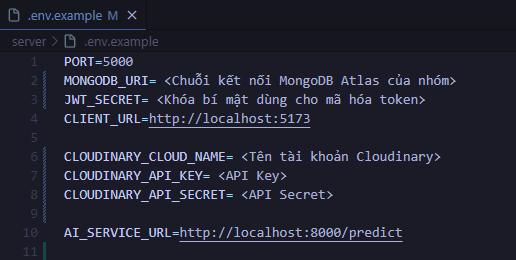 .env.example M ×
server > .env.example
1 PORT=5000
2 MONGODB_URI= <Chuỗi kết nối MongoDB Atlas của nhóm>
3 JWT_SECRET= <Khóa bí mật dùng cho mã hóa token>
4 CLIENT_URL=http://localhost:5173
5
6 CLOUDINARY_CLOUD_NAME= <Tên tài khoản Cloudinary>
7 CLOUDINARY_API_KEY= <API Key>
8 CLOUDINARY_API_SECRET= <API Secret>
9
10 AI_SERVICE_URL=http://localhost:8000/predict
11